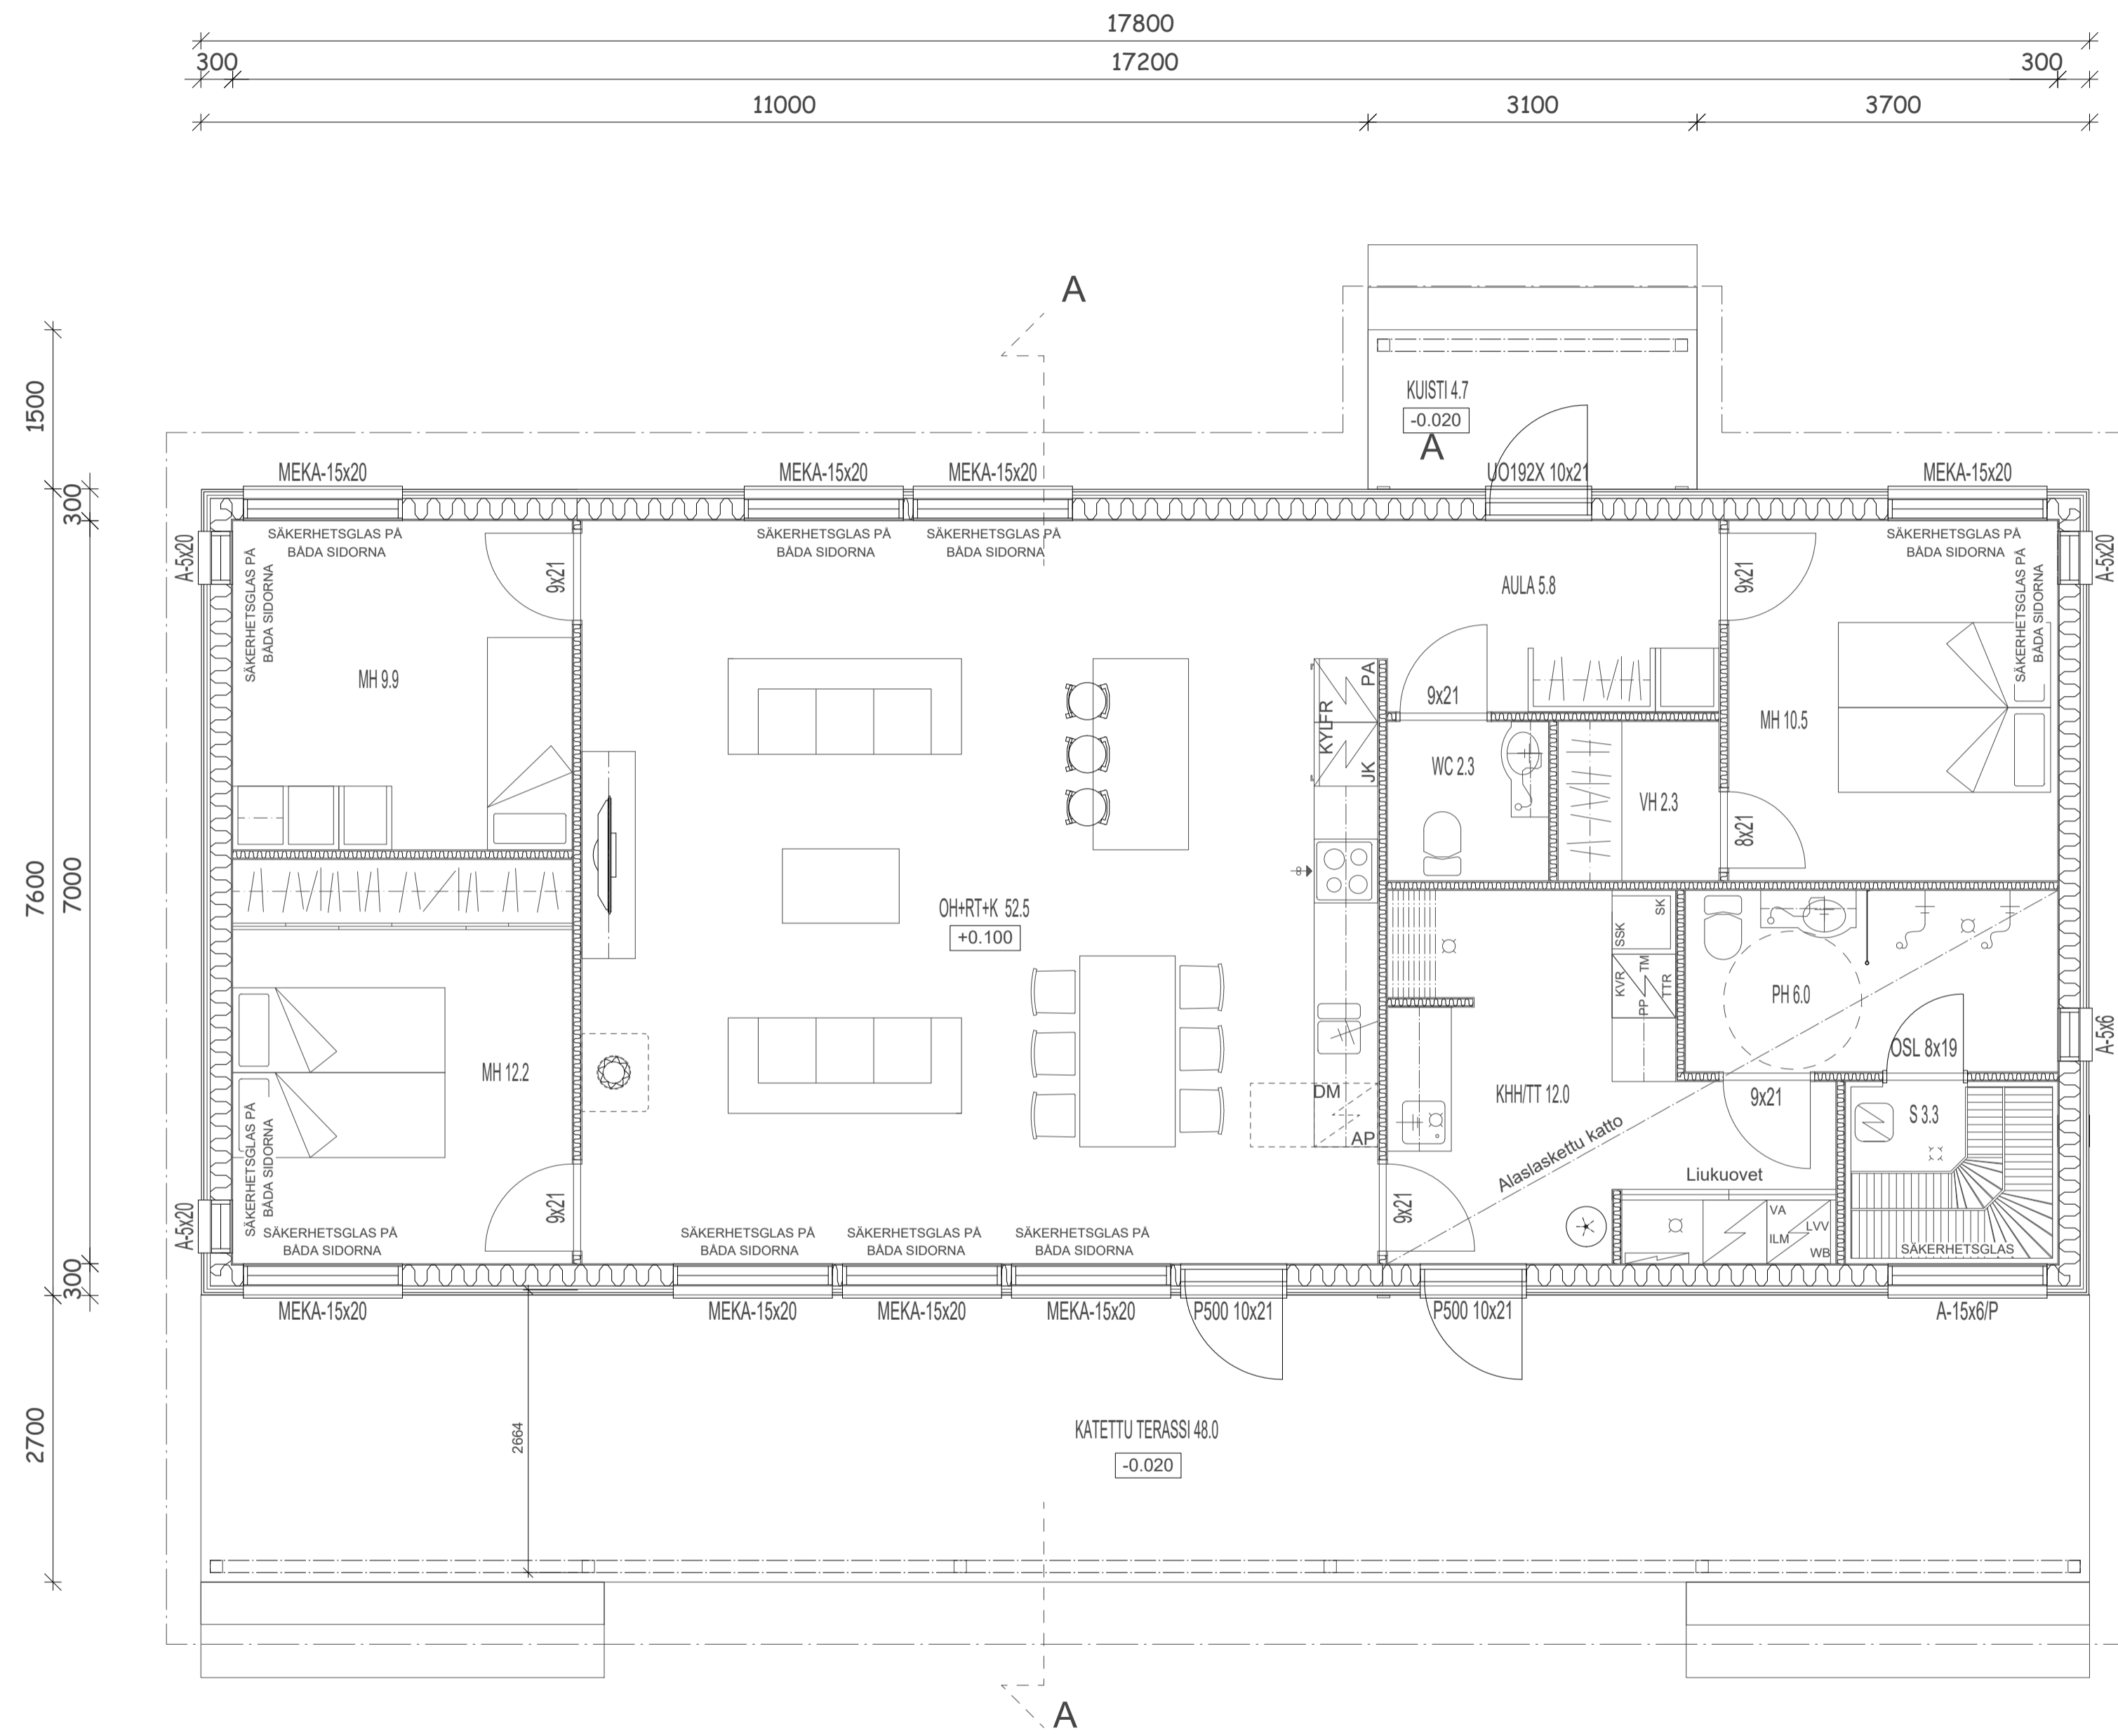 17800
300
17200
300
11000
3100
3700
A
1500
KUISTI 4.7
-0.020
A
MEKA-15x20
MEKA-15x20
MEKA-15x20
UO192X 10x21
MEKA-15x20
300
A-5x20
SÄKERHETSGLAS PÅ
BÅDA SIDORNA
SÄKERHETSGLAS PÅ
BÅDA SIDORNA
SÄKERHETSGLAS PÅ
BÅDA SIDORNA
SÄKERHETSGLAS PÅ
BÅDA SIDORNA
SÄKERHETSGLAS PÅ
BÅDA SIDORNA
SÄKERHETSGLAS PÅ
BÅDA SIDORNA
A-5x20
9x21
AULA 5.8
9x21
MH 9.9
PA
KYLFR
JK
9x21
MH 10.5
WC 2.3
VH 2.3
8x21
7600
7000
OH+RT+K 52.5
+0.100
SSK
SK
KVR
TM
PP
TTR
PH 6.0
OSL 8x19
A-5x6
MH 12.2
DM
AP
KHH/TT 12.0
9x21
S 3.3
Alaslaskettu katto
Liukuovet
SÄKERHETSGLAS PÅ
BÅDA SIDORNA
A-5x20
9x21
9x21
VA
LVV
ILM
WB
SÄKERHETSGLAS PÅ
BÅDA SIDORNA
SÄKERHETSGLAS PÅ
BÅDA SIDORNA
SÄKERHETSGLAS PÅ
BÅDA SIDORNA
SÄKERHETSGLAS PÅ
BÅDA SIDORNA
SÄKERHETSGLAS
300
MEKA-15x20
MEKA-15x20
MEKA-15x20
MEKA-15x20
P500 10x21
P500 10x21
A-15x6/P
2700
2664
KATETTU TERASSI 48.0
-0.020
A